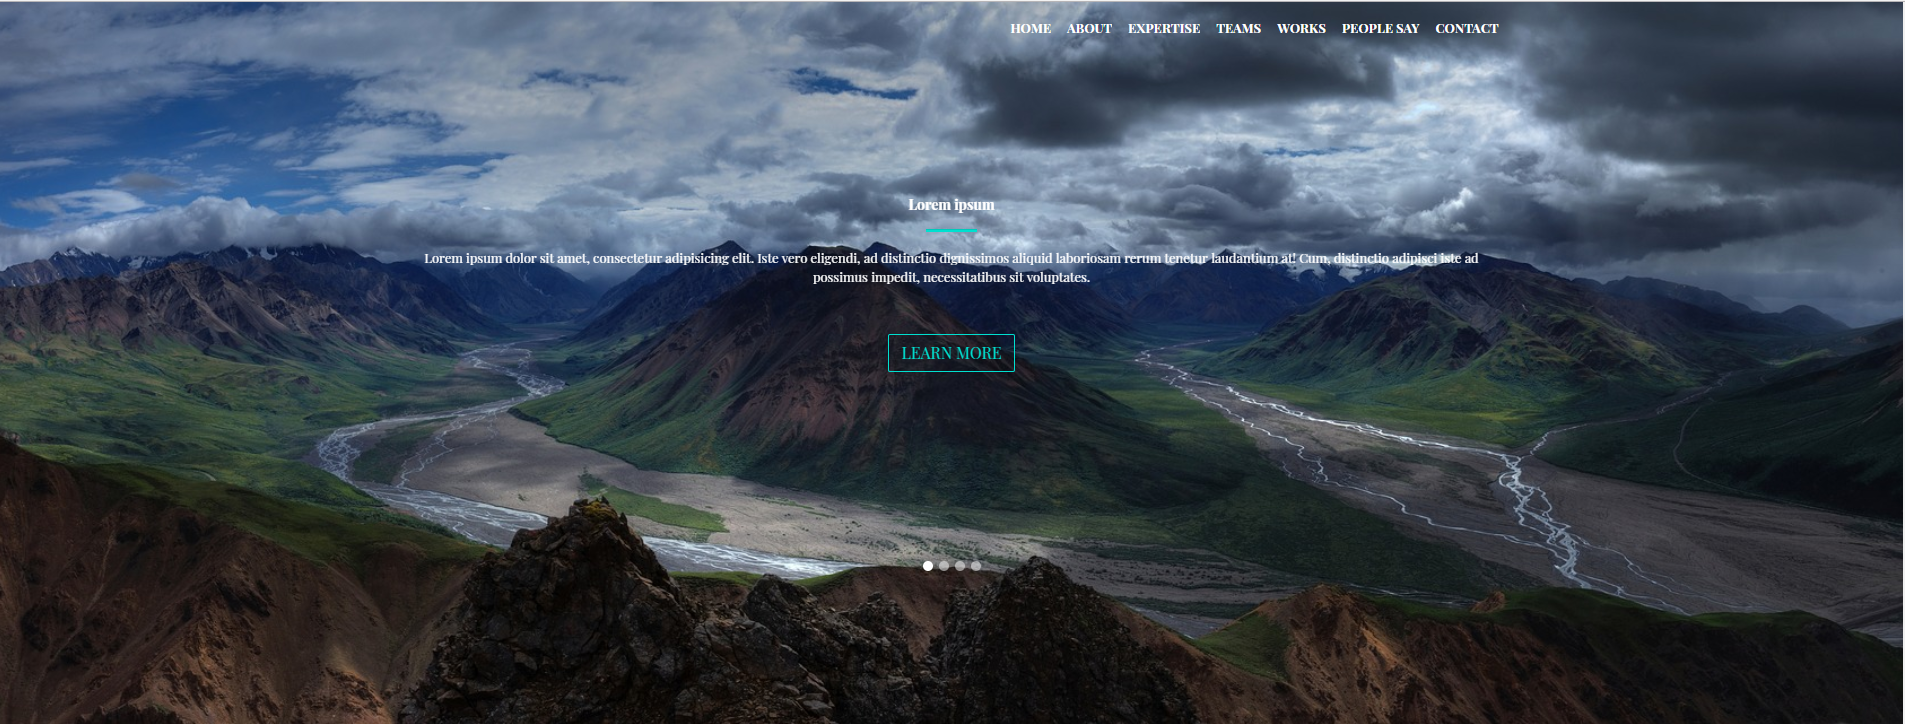 HOME ABOUT EXPERTISE TEAMS WORKS PEOPLE SAY CONTACT
Lorem ipsum
Lorem ipsum dolor sit amet, consectetur adipisicing elit. Iste vero eligendi, ad distinctio dignissimos aliquid laboriosam rerum tenetur laudantium at! Cum, distinctio adipisci iste ad
possimus impedit, necessitatibus sit voluptates.
LEARN MORE